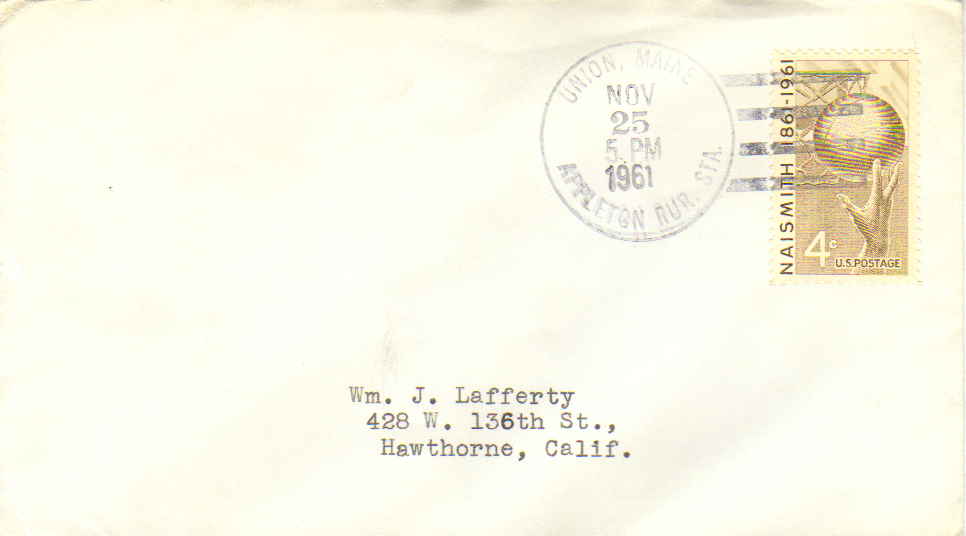 UNION, MAINE
NOV
25
5 PM
1961
APPLETON RUR. STA.
NAISMITH 1861-1961
4c
U.S. POSTAGE
Wm. J. Lafferty
428 W. 136th St.,
Hawthorne, Calif.